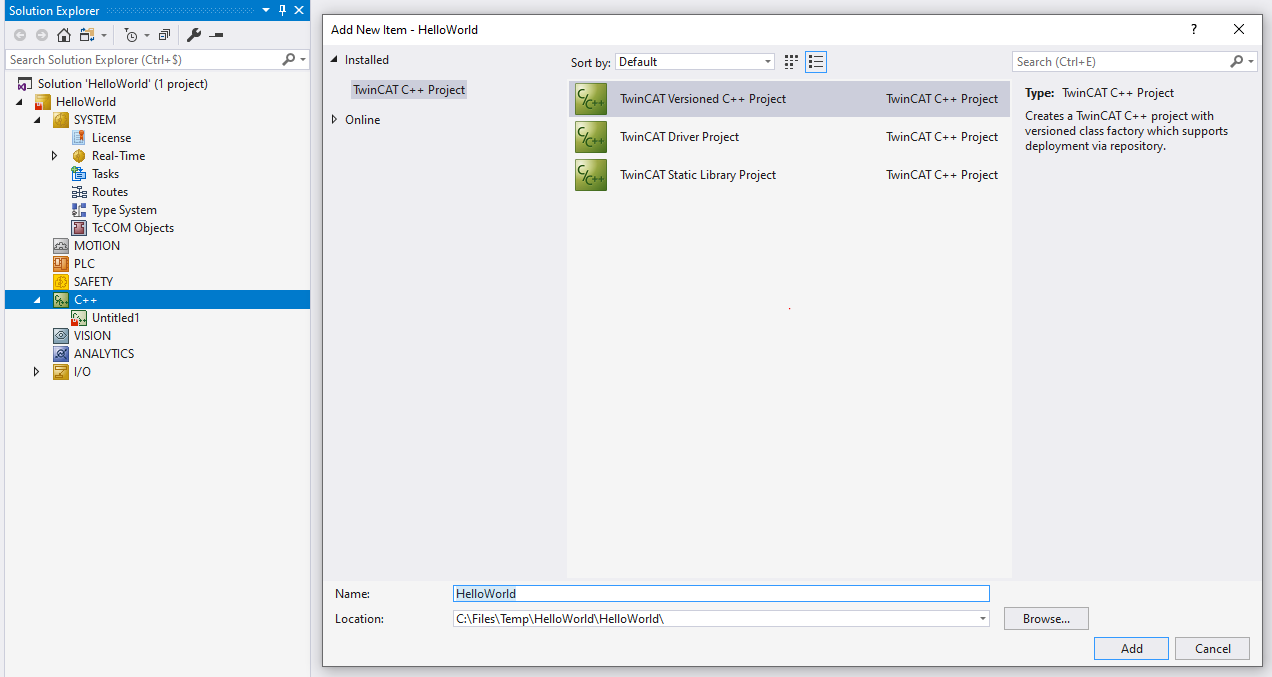 Solution Explorer
Search Solution Explorer (Ctrl+$)
Solution 'HelloWorld' (1 project)
HelloWorld
SYSTEM
License
Real-Time
Tasks
Routes
Type System
TcCOM Objects
MOTION
PLC
SAFETY
C++
Untitled1
VISION
ANALYTICS
I/O
Add New Item - HelloWorld
?
Installed
TwinCAT C++ Project
Online
Sort by: Default
TwinCAT Versioned C++ Project TwinCAT C++ Project
TwinCAT Driver Project TwinCAT C++ Project
TwinCAT Static Library Project TwinCAT C++ Project
Search (Ctrl+E)
Type: TwinCAT C++ Project
Creates a TwinCAT C++ project with
versioned class factory which supports
deployment via repository.
Name: HelloWorld
Location: C:\Files\Temp\HelloWorld\HelloWorld\
Browse...
Add Cancel